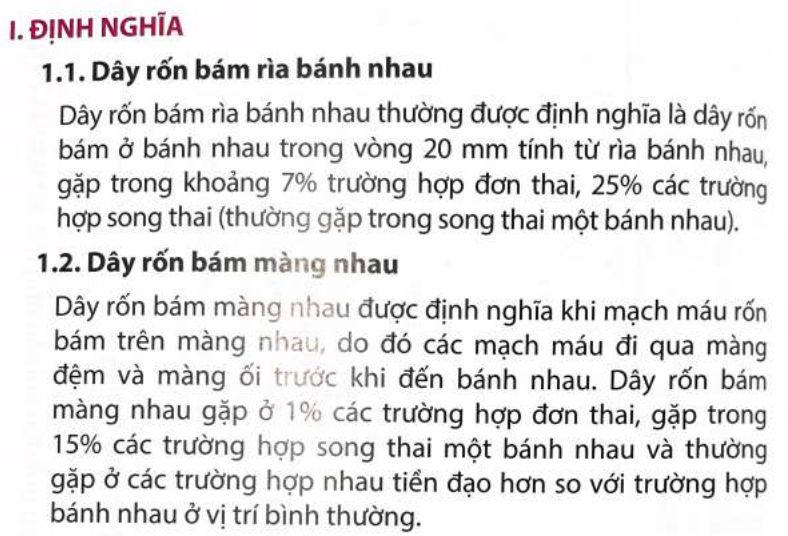 I. ĐỊNH NGHĨA
1.1. Dây rốn bám rìa bánh nhau
Dây rốn bám rìa bánh nhau thường được định nghĩa là dây rốn
bám ở bánh nhau trong vòng 20 mm tính từ rìa bánh nhau,
gặp trong khoảng 7% trường hợp đơn thai, 25% các trường
hợp song thai (thường gặp trong song thai một bánh nhau).
1.2. Dây rốn bám màng nhau
Dây rốn bám màng nhau được định nghĩa khi mạch máu rốn
bám trên màng nhau, do đó các mạch máu đi qua màng
đệm và màng ối trước khi đến bánh nhau. Dây rốn bám
màng nhau gặp ở 1% các trường hợp đơn thai, gặp trong
15% các trường hợp song thai một bánh nhau và thường
gặp ở các trường hợp nhau tiền đạo hơn so với trường hợp
bánh nhau ở vị trí bình thường.